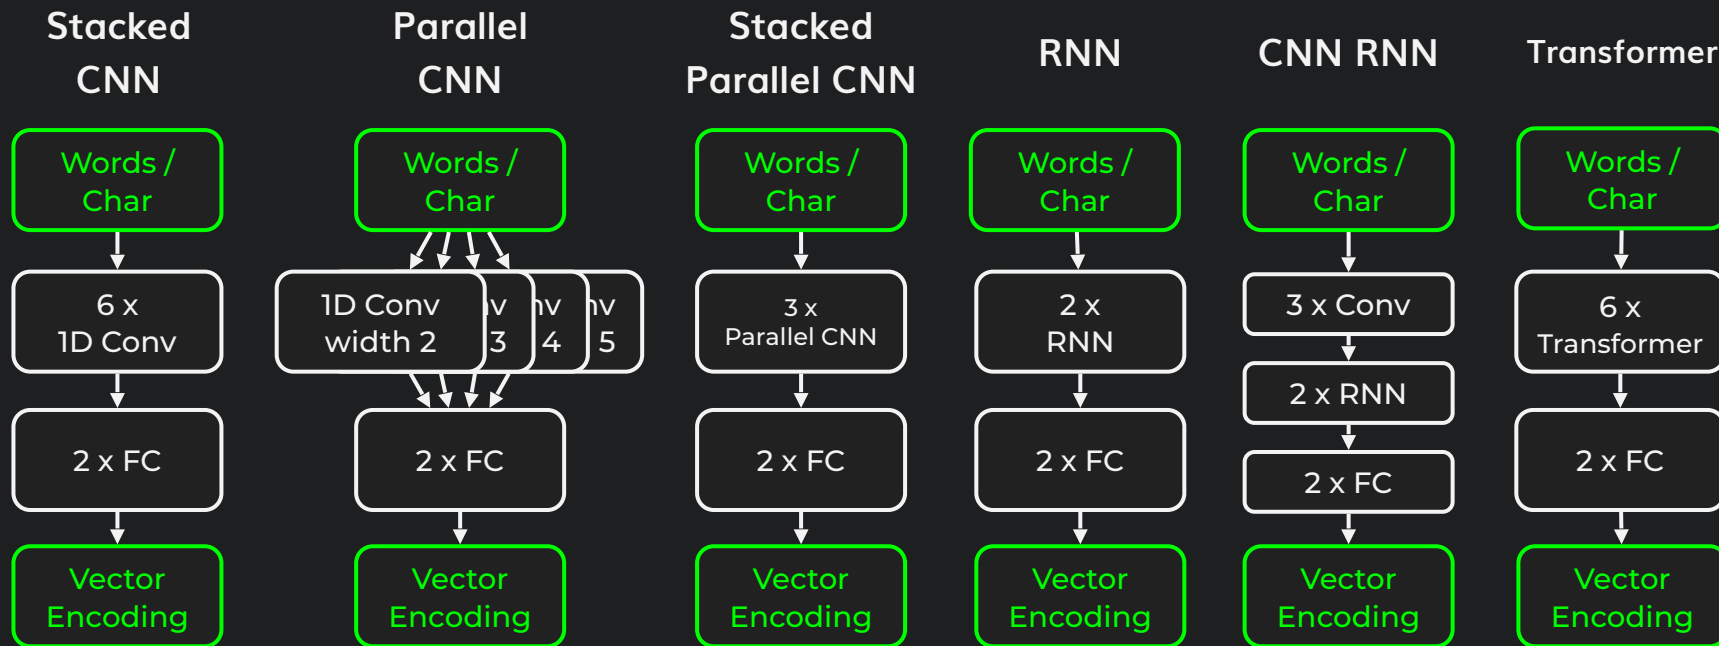 Stacked
CNN
Words /
Char
6 x
1D Conv
2 x FC
Vector
Encoding
Parallel
CNN
Words /
Char
1D Conv
width 2
nv
3
nv
4
nv
5
2 x FC
Vector
Encoding
Stacked
Parallel CNN
Words /
Char
3 x
Parallel CNN
2 x FC
Vector
Encoding
RNN
Words /
Char
2 x
RNN
2 x FC
Vector
Encoding
CNN RNN
Words /
Char
3 x Conv
2 x RNN
2 x FC
Vector
Encoding
Transformer
Words /
Char
6 x
Transformer
2 x FC
Vector
Encoding